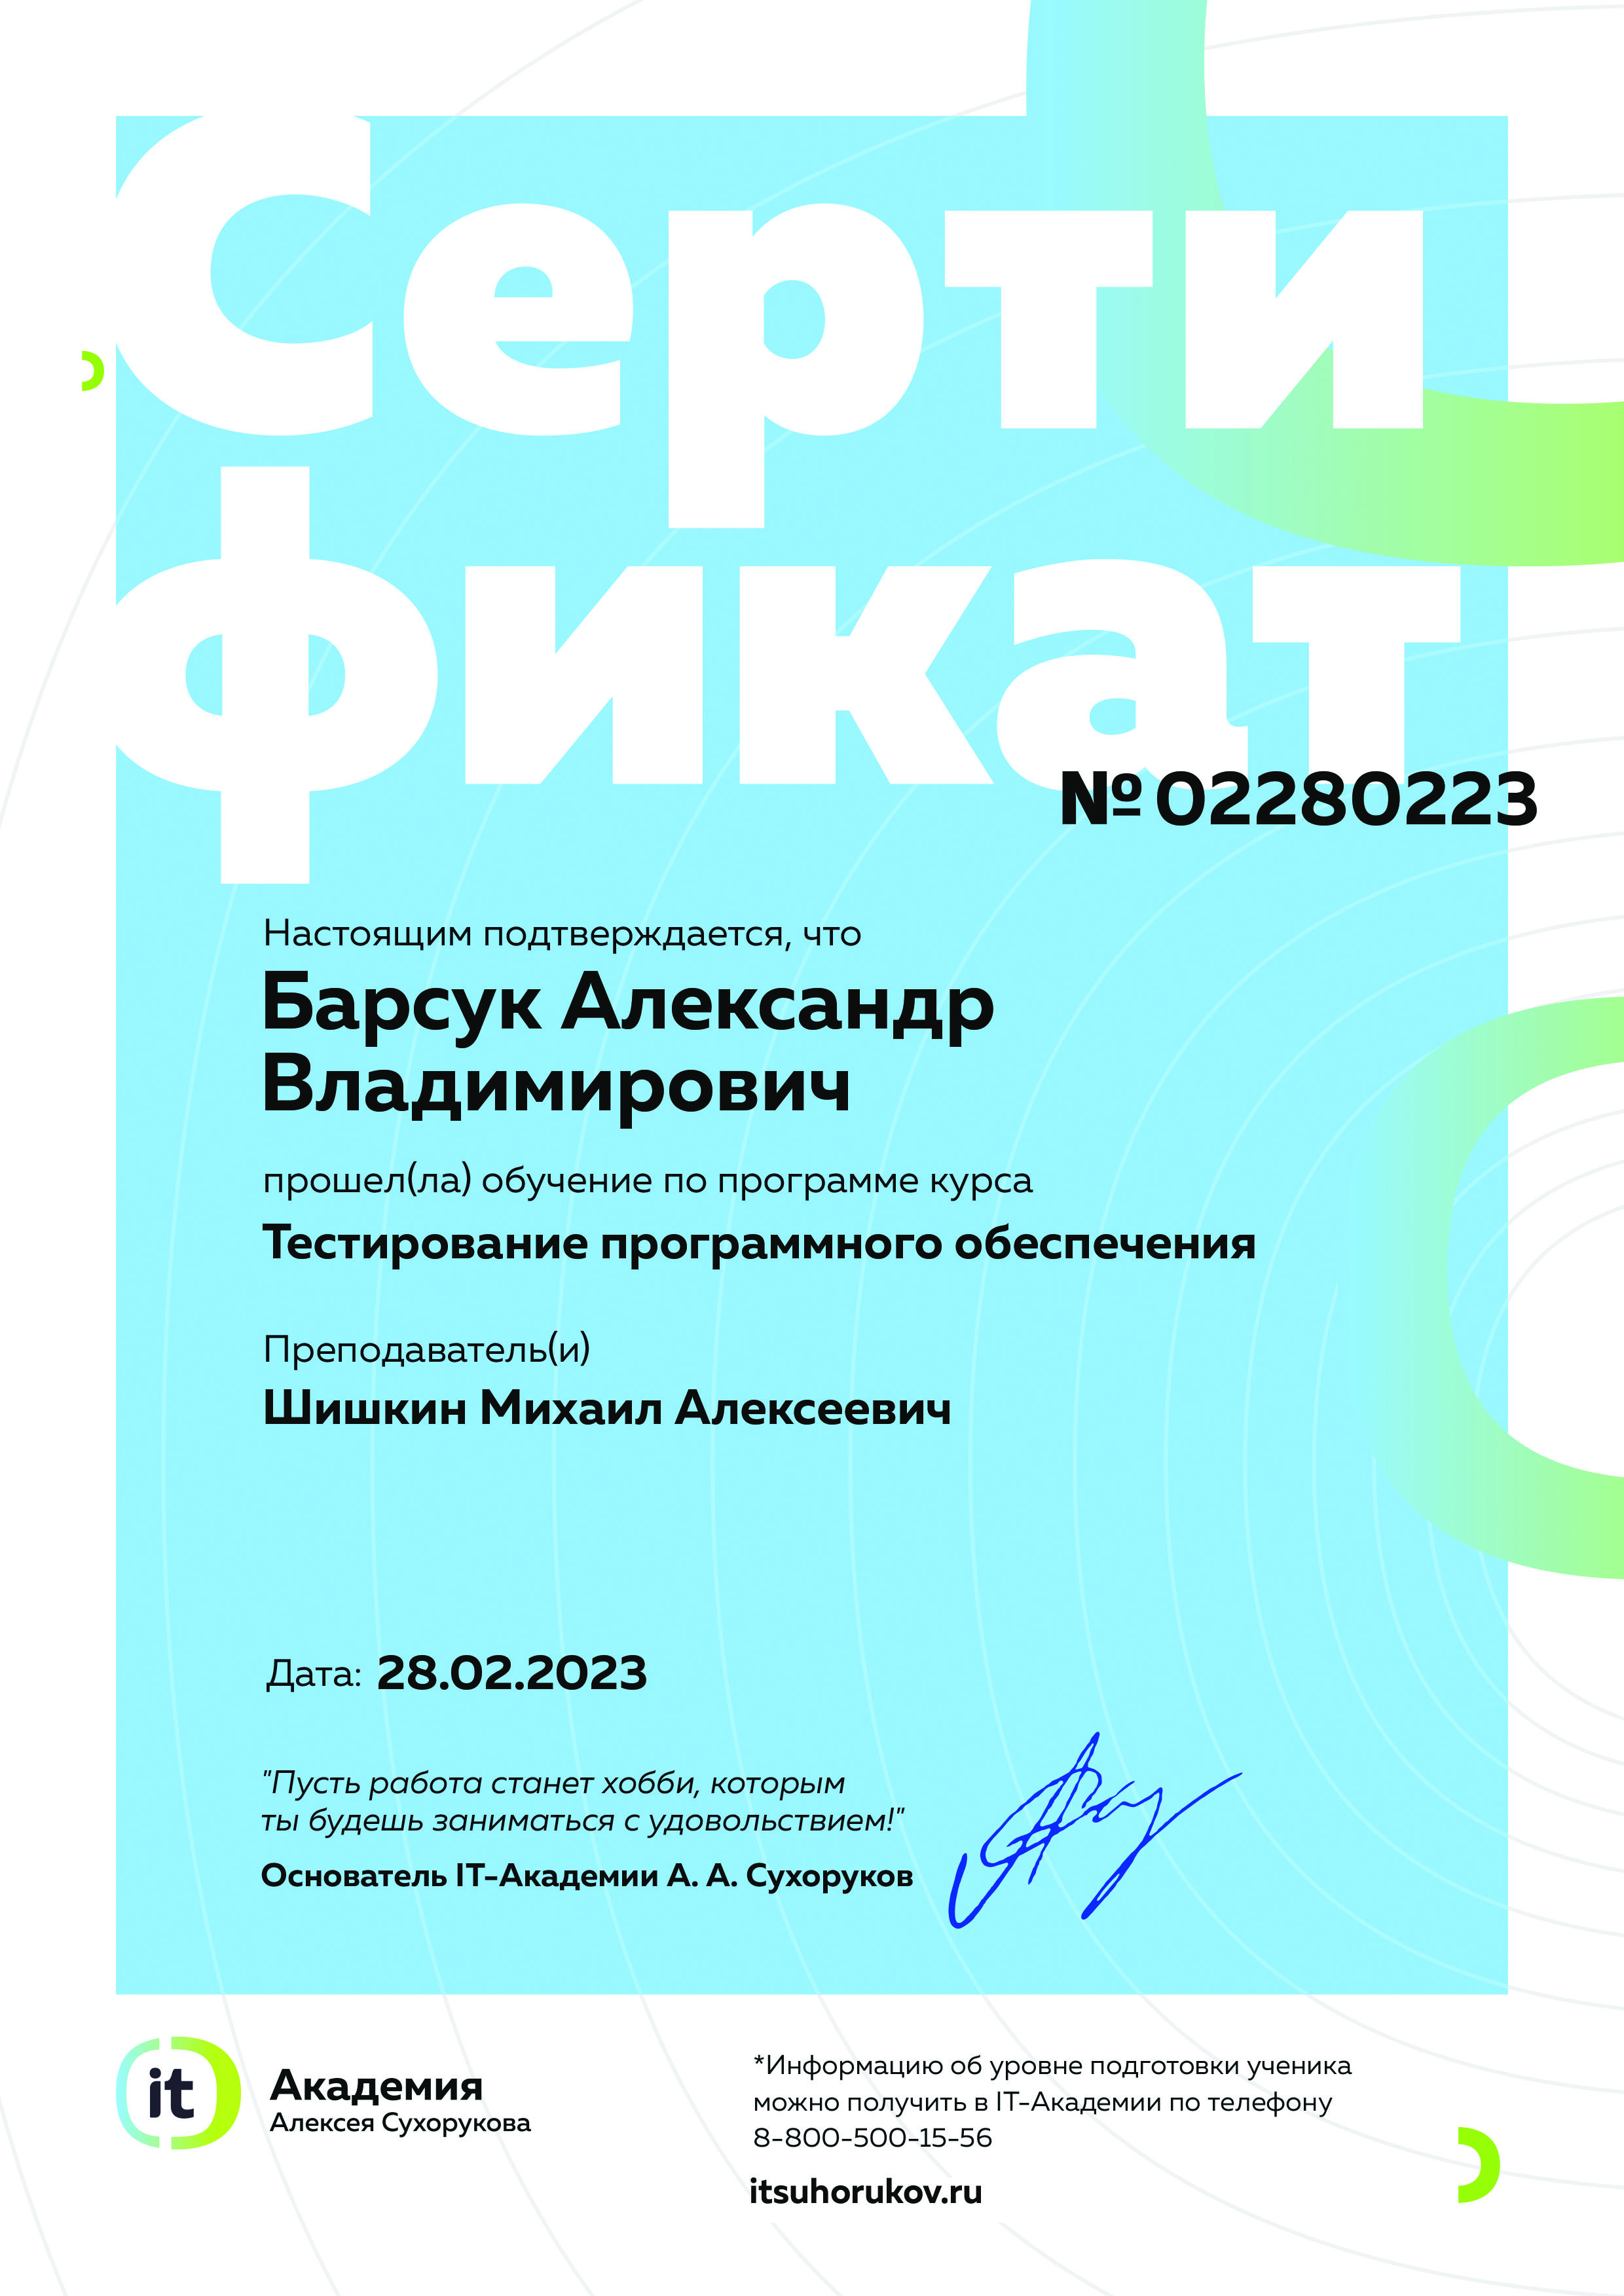 Серти
фикат
№02280223
Настоящим подтверждается, что
Барсук Александр
Владимирович
прошел(ла) обучение по программе курса
Тестирование программного обеспечения
Преподаватель(и)
Шишкин Михаил Алексеевич
Дата: 28.02.2023
"Пусть работа станет хобби, которым
ты будешь заниматься с удовольствием!"
Основатель IT-Академии А. А. Сухоруков
it
Академия
Алексея Сухорукова
*Информацию об уровне подготовки ученика
можно получить в IT-Академии по телефону
8-800-500-15-56
itsuhorukov.ru